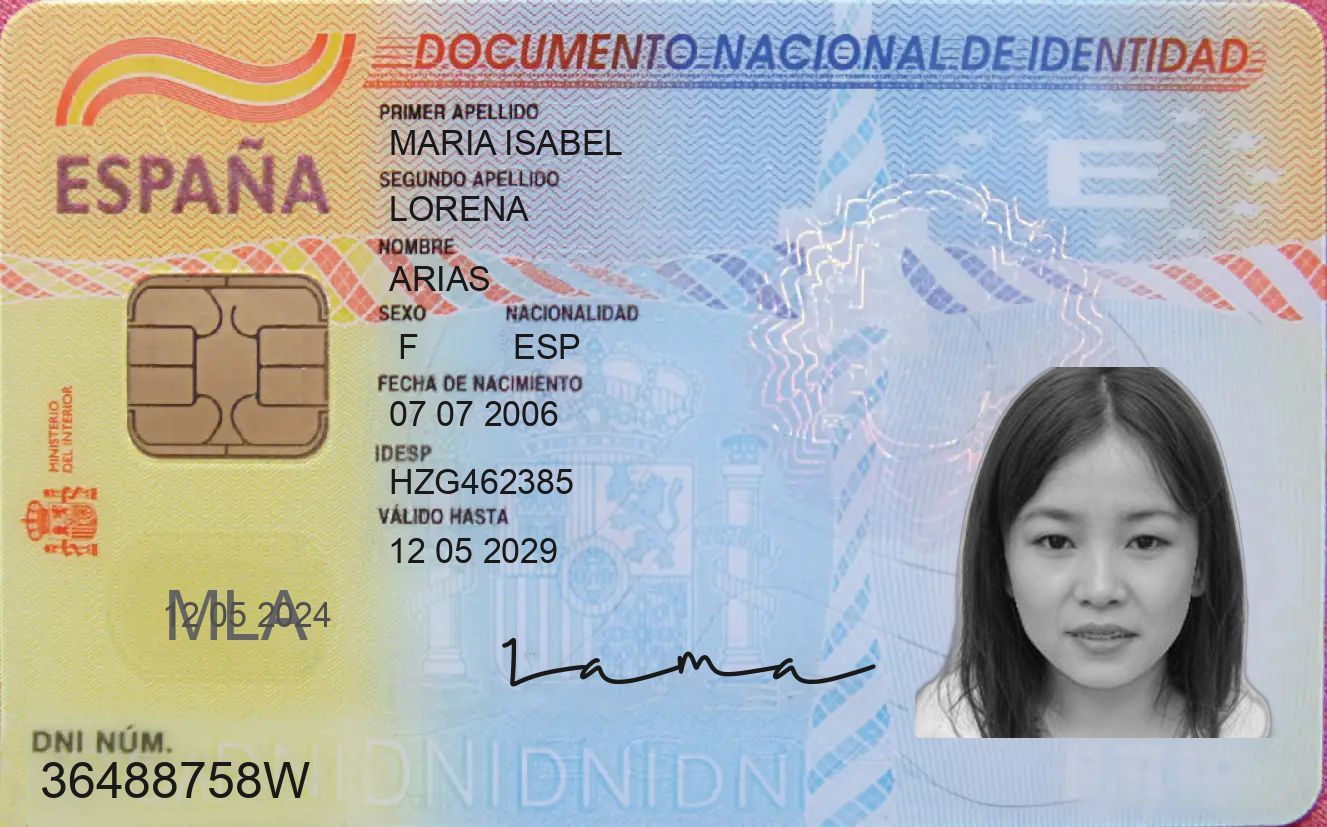 DOCUMENTO NACIONAL DE IDENTIDAD
ESPAÑA
PRIMER APELLIDO
MARIA ISABEL
SEGUNDO APELLIDO
LORENA
NOMBRE
ARIAS
SEXO NACIONALIDAD
F ESP
FECHA DE NACIMIENTO
07 07 2006
IDESP
HZG462385
VÁLIDO HASTA
12 05 2029
MINISTERIO
DEL INTERIOR
E
MLA
12 05 2024
Lama
DNI NÚM.
36488758W
DNIDNIDNIDNI